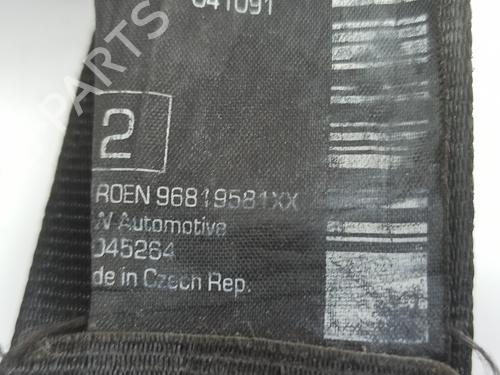 041091
2
ROEN 96819581XX
W Automotive
045264
de in Czech Rep.
PARTS